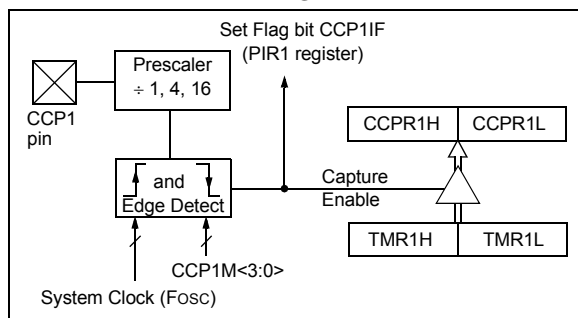 Set Flag bit CCP1IF
(PIR1 register)
Prescaler
÷ 1, 4, 16
CCP1
pin
CCPR1H
CCPR1L
and
Edge Detect
Capture
Enable
TMR1H
TMR1L
CCP1M<3:0>
System Clock (FOSC)